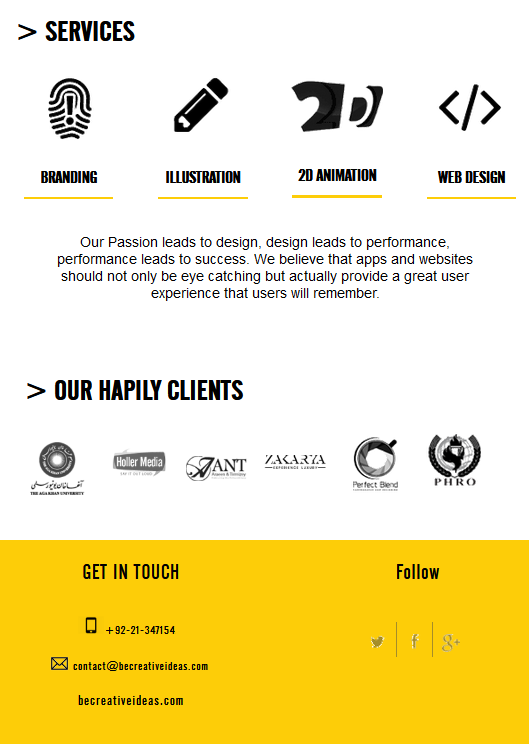 > SERVICES
2D
</>
BRANDING
ILLUSTRATION
2D ANIMATION
WEB DESIGN
Our Passion leads to design, design leads to performance,
performance leads to success. We believe that apps and websites
should not only be eye catching but actually provide a great user
experience that users will remember.
> OUR HAPILY CLIENTS
THE AGA KHAN UNIVERSITY
Holler Media
ANT
ZAKARYA
EXPERIENCE LUXURY
Perfect Blend
PHRO
GET IN TOUCH
Follow
+92-21-347154
contact@becreativeideas.com
becreativeideas.com
f
g+